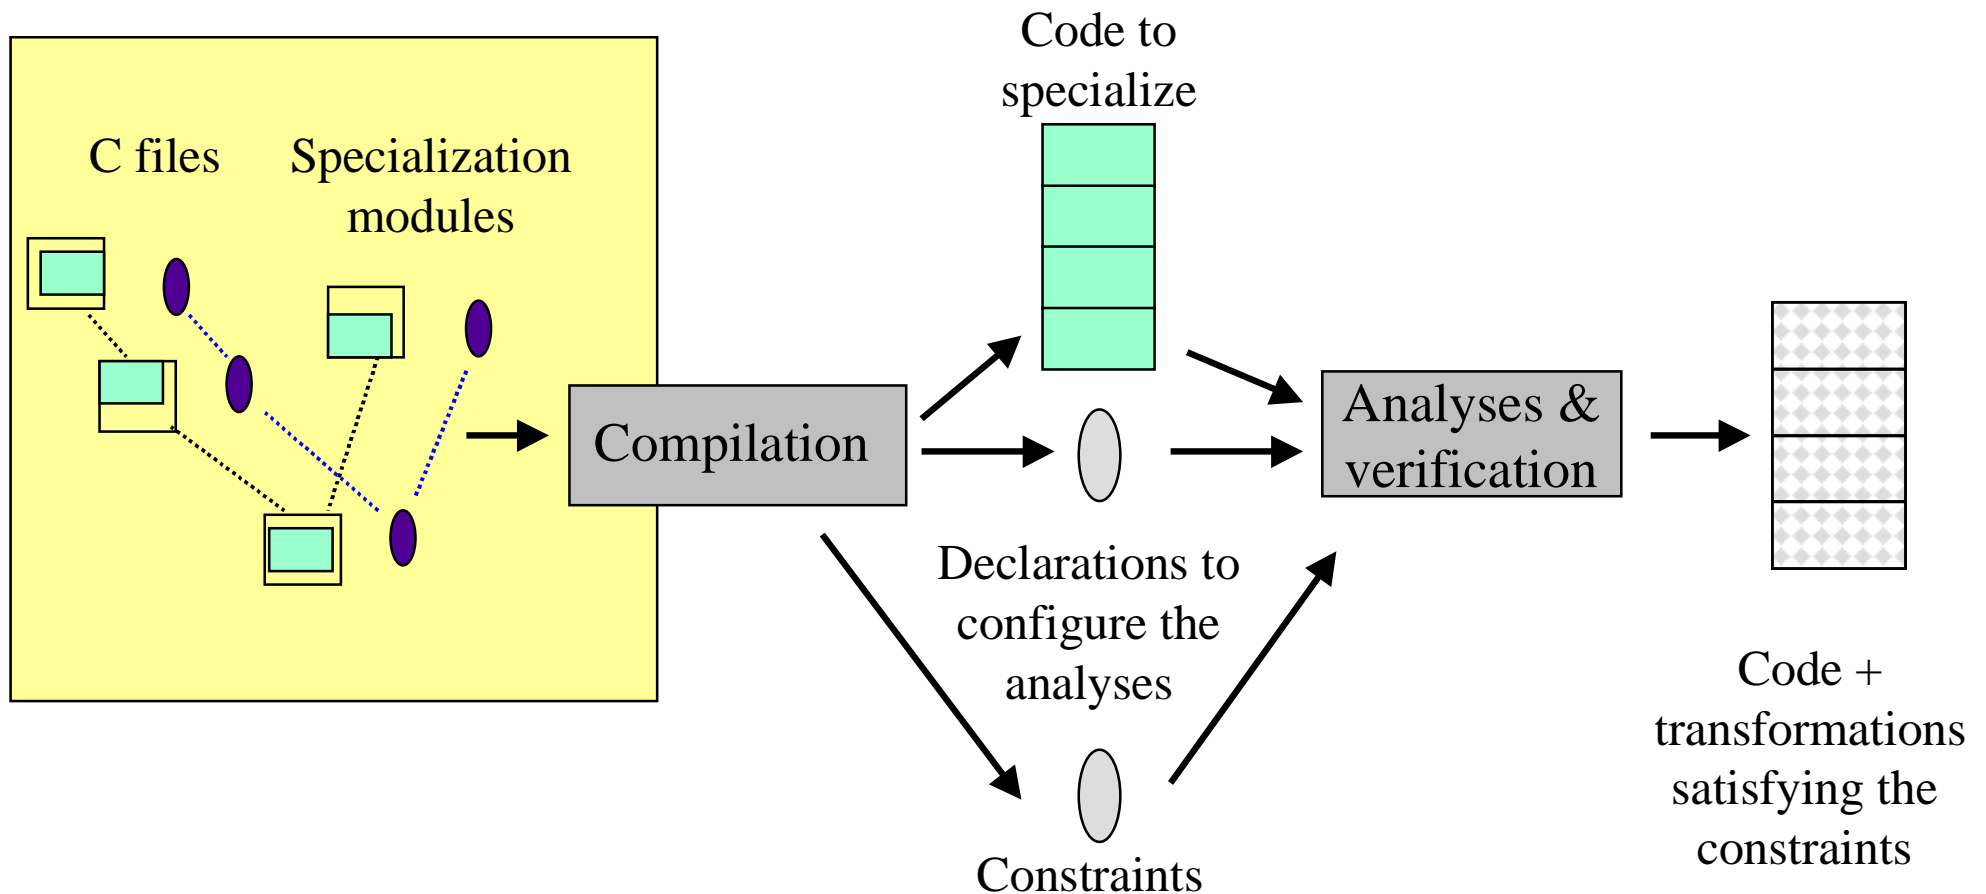 C files
Specialization
modules
Compilation
Code to
specialize
Declarations to
configure the
analyses
Constraints
Analyses &
verification
Code +
transformations
satisfying the
constraints